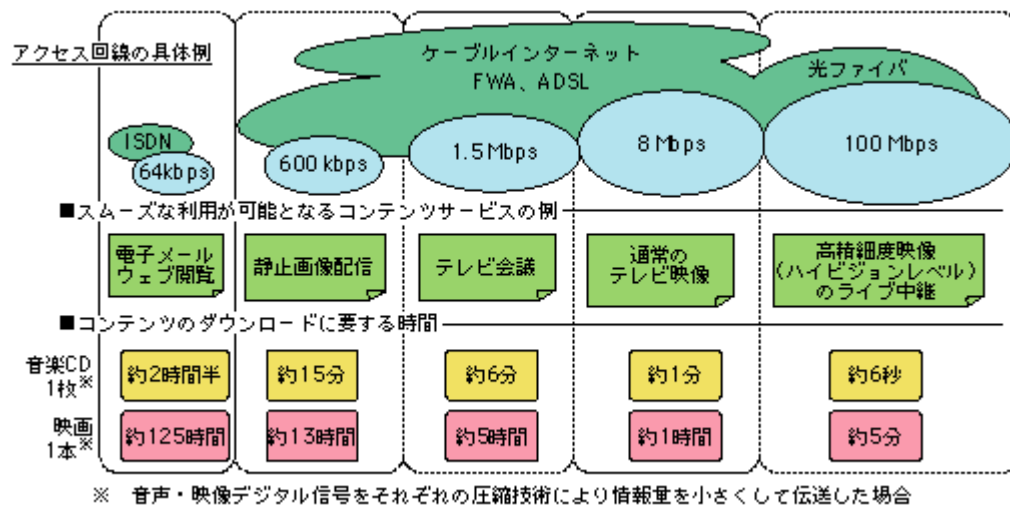 アクセス回線の具体例
ケーブルインターネット
FWA、ADSL
光ファイバ
ISDN
64kbps
600 kbps
1.5 Mbps
8 Mbps
100 Mbps
■スムーズな利用が可能となるコンテンツサービスの例
電子メール
ウェブ閲覧
静止画像配信
テレビ会議
通常の
テレビ映像
高精細度映像
(ハイビジョンレベル)
のライブ中継
■コンテンツのダウンロードに要する時間
音楽CD
1枚※
約2時間半
約15分
約6分
約1分
約6秒
映画
1本※
約125時間
約13時間
約5時間
約1時間
約5分
※ 音声・映像デジタル信号をそれぞれの圧縮技術により情報量を小さくして伝送した場合